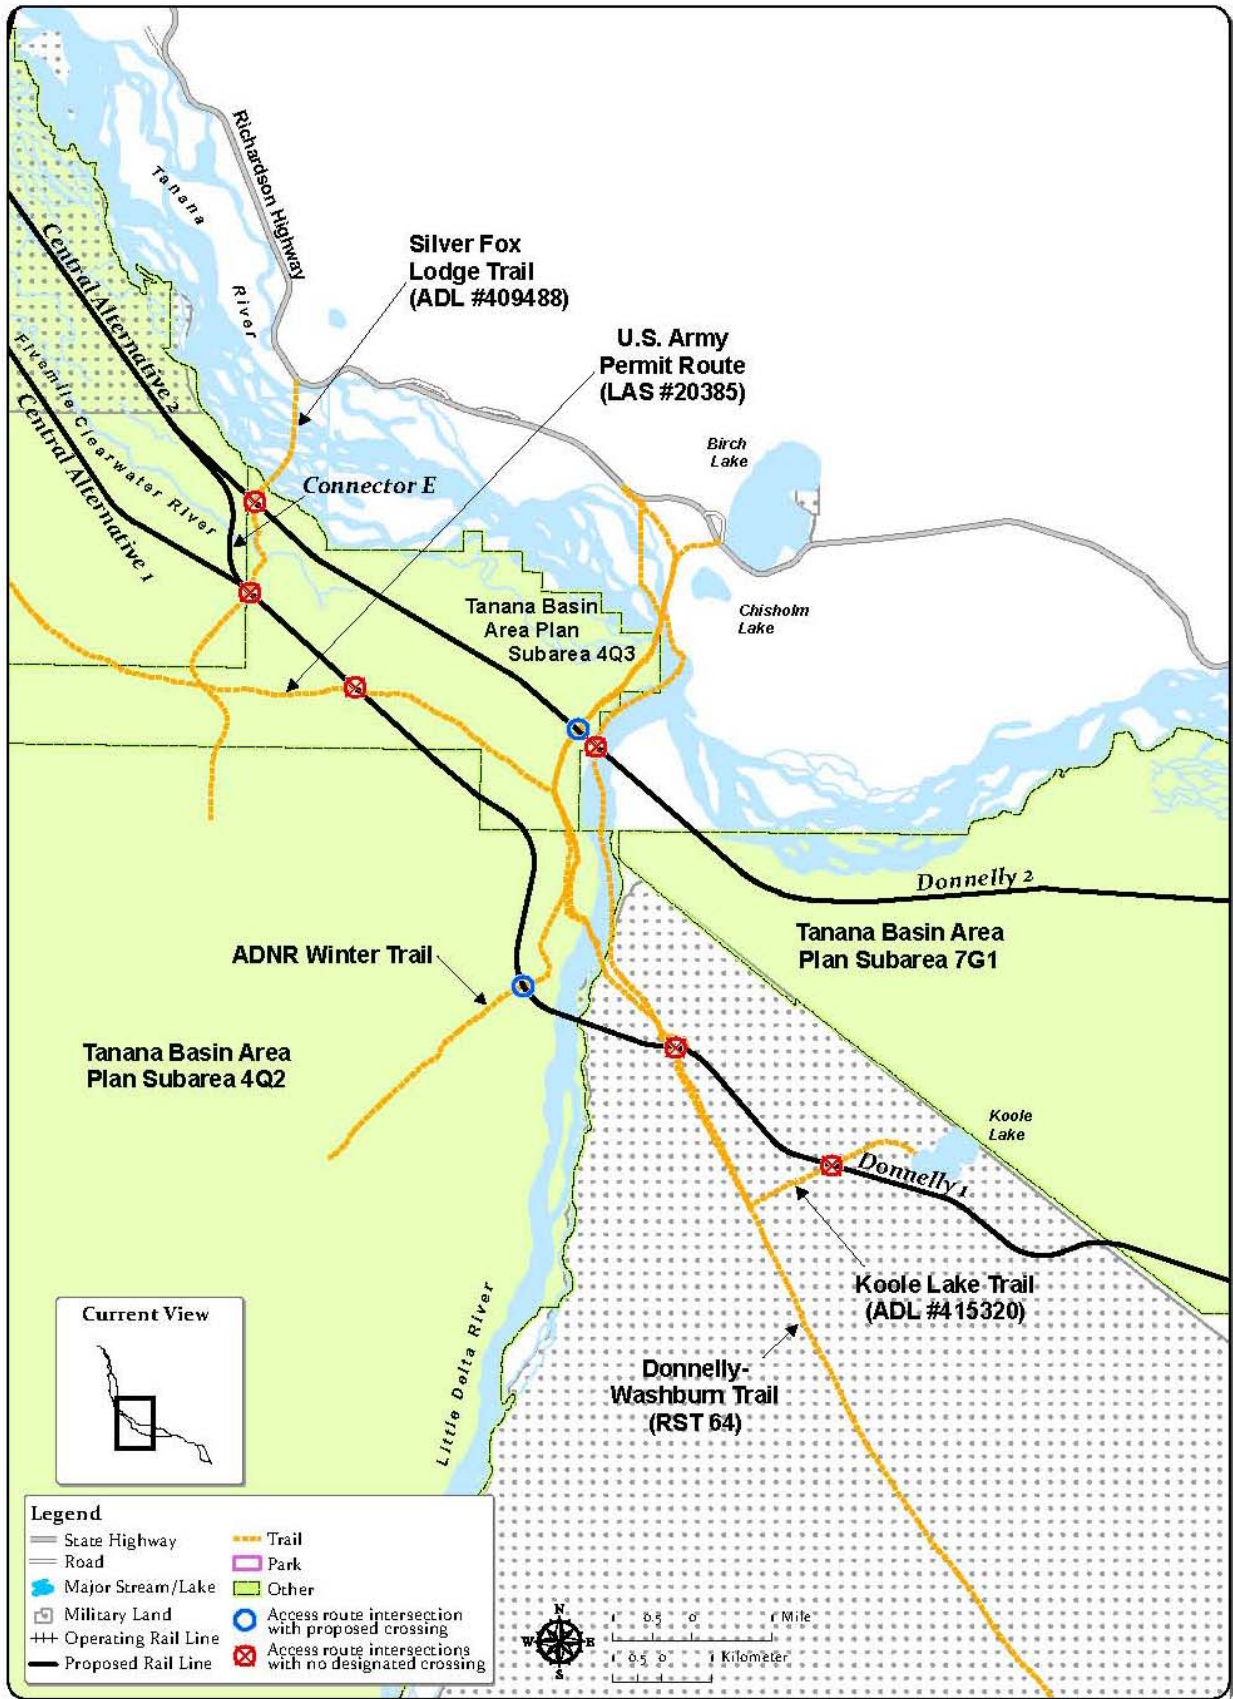 Richardson Highway
Tanana
River
Silver Fox
Lodge Trail
(ADL #409488)
U.S. Army
Permit Route
(LAS #20385)
Central Alternative 2
Fivemile Clearwater River
Central Alternative 1
Birch
Lake
Connector E
Tanana Basin
Area Plan
Subarea 4Q3
Chisholm
Lake
Donnelly 2
Tanana Basin Area
Plan Subarea 7G1
ADNR Winter Trail
Tanana Basin Area
Plan Subarea 4Q2
Koole
Lake
Donnelly 1
Koole Lake Trail
(ADL #415320)
Donnelly-
Washburn Trail
(RST 64)
Little Delta River
Current View
Legend
State Highway
Road
Major Stream/Lake
Military Land
Operating Rail Line
Proposed Rail Line
Trail
Park
Other
Access route intersection
with proposed crossing
Access route intersections
with no designated crossing
N
W E
S
0.5 0 1 Mile
0.5 0 1 Kilometer